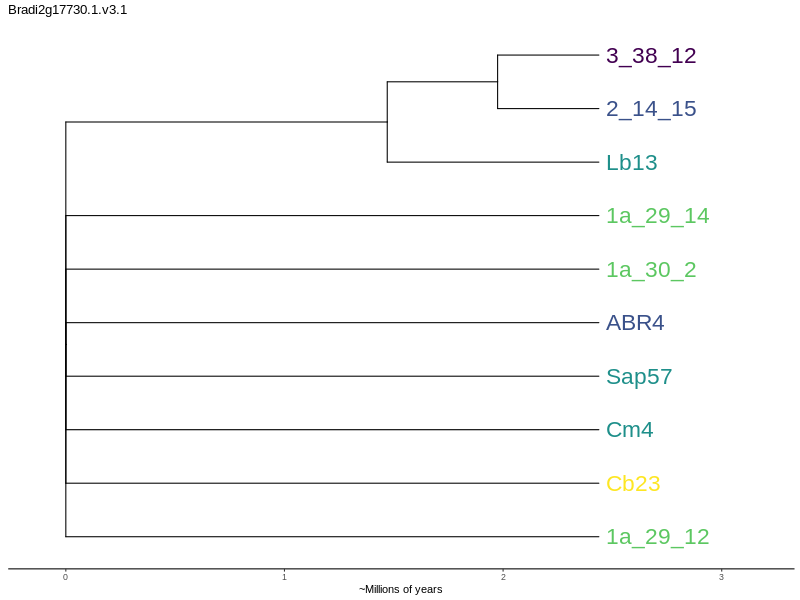 Bradi2g17730.1.v3.1
3_38_12
2_14_15
Lb13
1a_29_14
1a_30_2
ABR4
Sap57
Cm4
Cb23
1a_29_12
0 1 2 3
~Millions of years